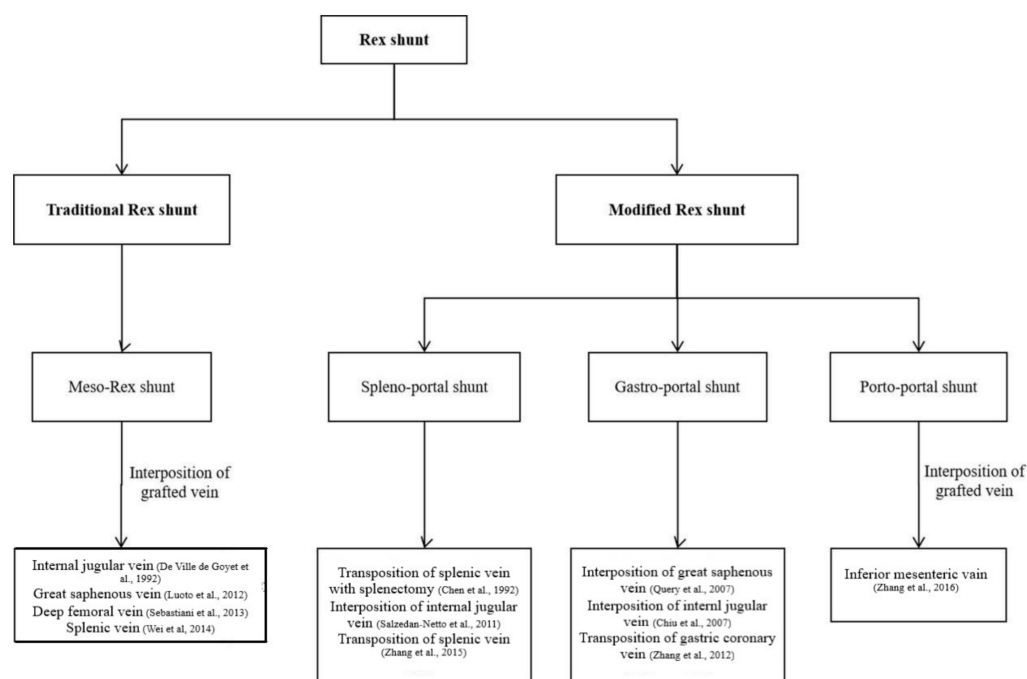 Rex shunt
Traditional Rex shunt
Modified Rex shunt
Meso-Rex shunt
Spleno-portal shunt
Gastro-portal shunt
Porto-portal shunt
Interposition of
grafted vein
Interposition of
grafted vein
Internal jugular vein (De Ville de Goyet et
al., 1992)
Great saphenous vein (Luoto et al., 2012)
Deep femoral vein (Sebastiani et al., 2013)
Splenic vein (Wei et al, 2014)
Transposition of splenic vein
with splenectomy (Chen et al., 1992)
Interposition of internal jugular
vein (Salzedan-Netto et al., 2011)
Transposition of splenic vein
(Zhang et al., 2015)
Interposition of great saphenous
vein (Query et al., 2007)
Interposition of internl jugular
vein (Chiu et al., 2007)
Transposition of gastric coronary
vein (Zhang et al., 2012)
Inferior mesenteric vain
(Zhang et al., 2016)